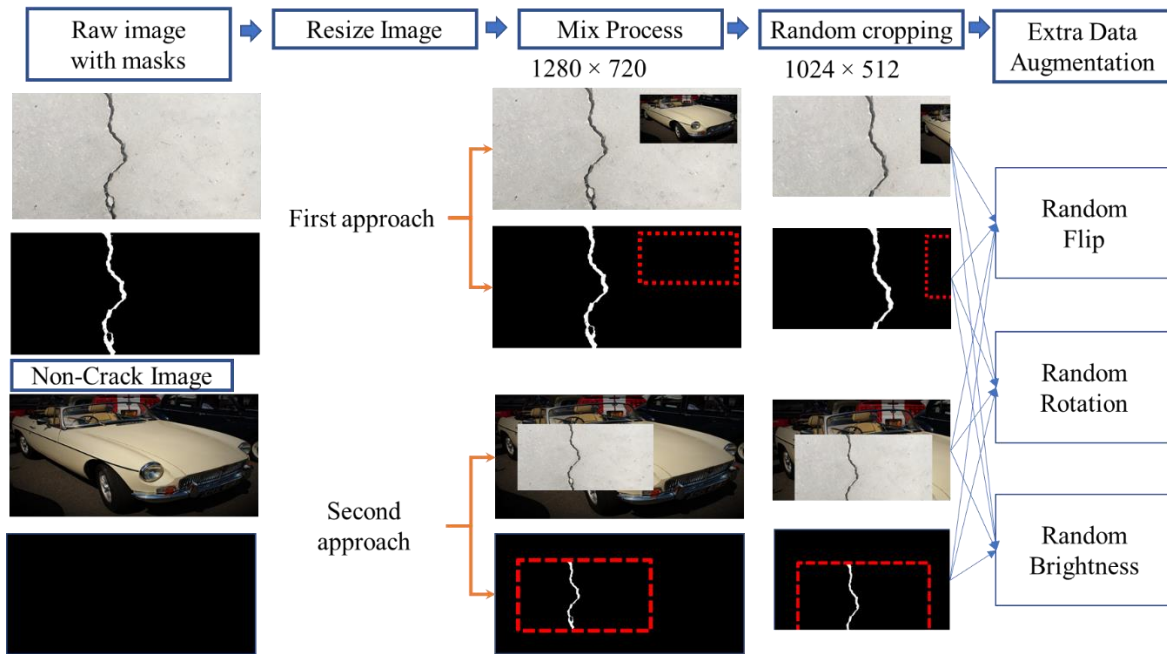 Raw image
with masks
Resize Image
Mix Process
Random cropping
Extra Data
Augmentation
1280 × 720
1024 × 512
First approach
Random
Flip
Non-Crack Image
Random
Rotation
Second
approach
Random
Brightness